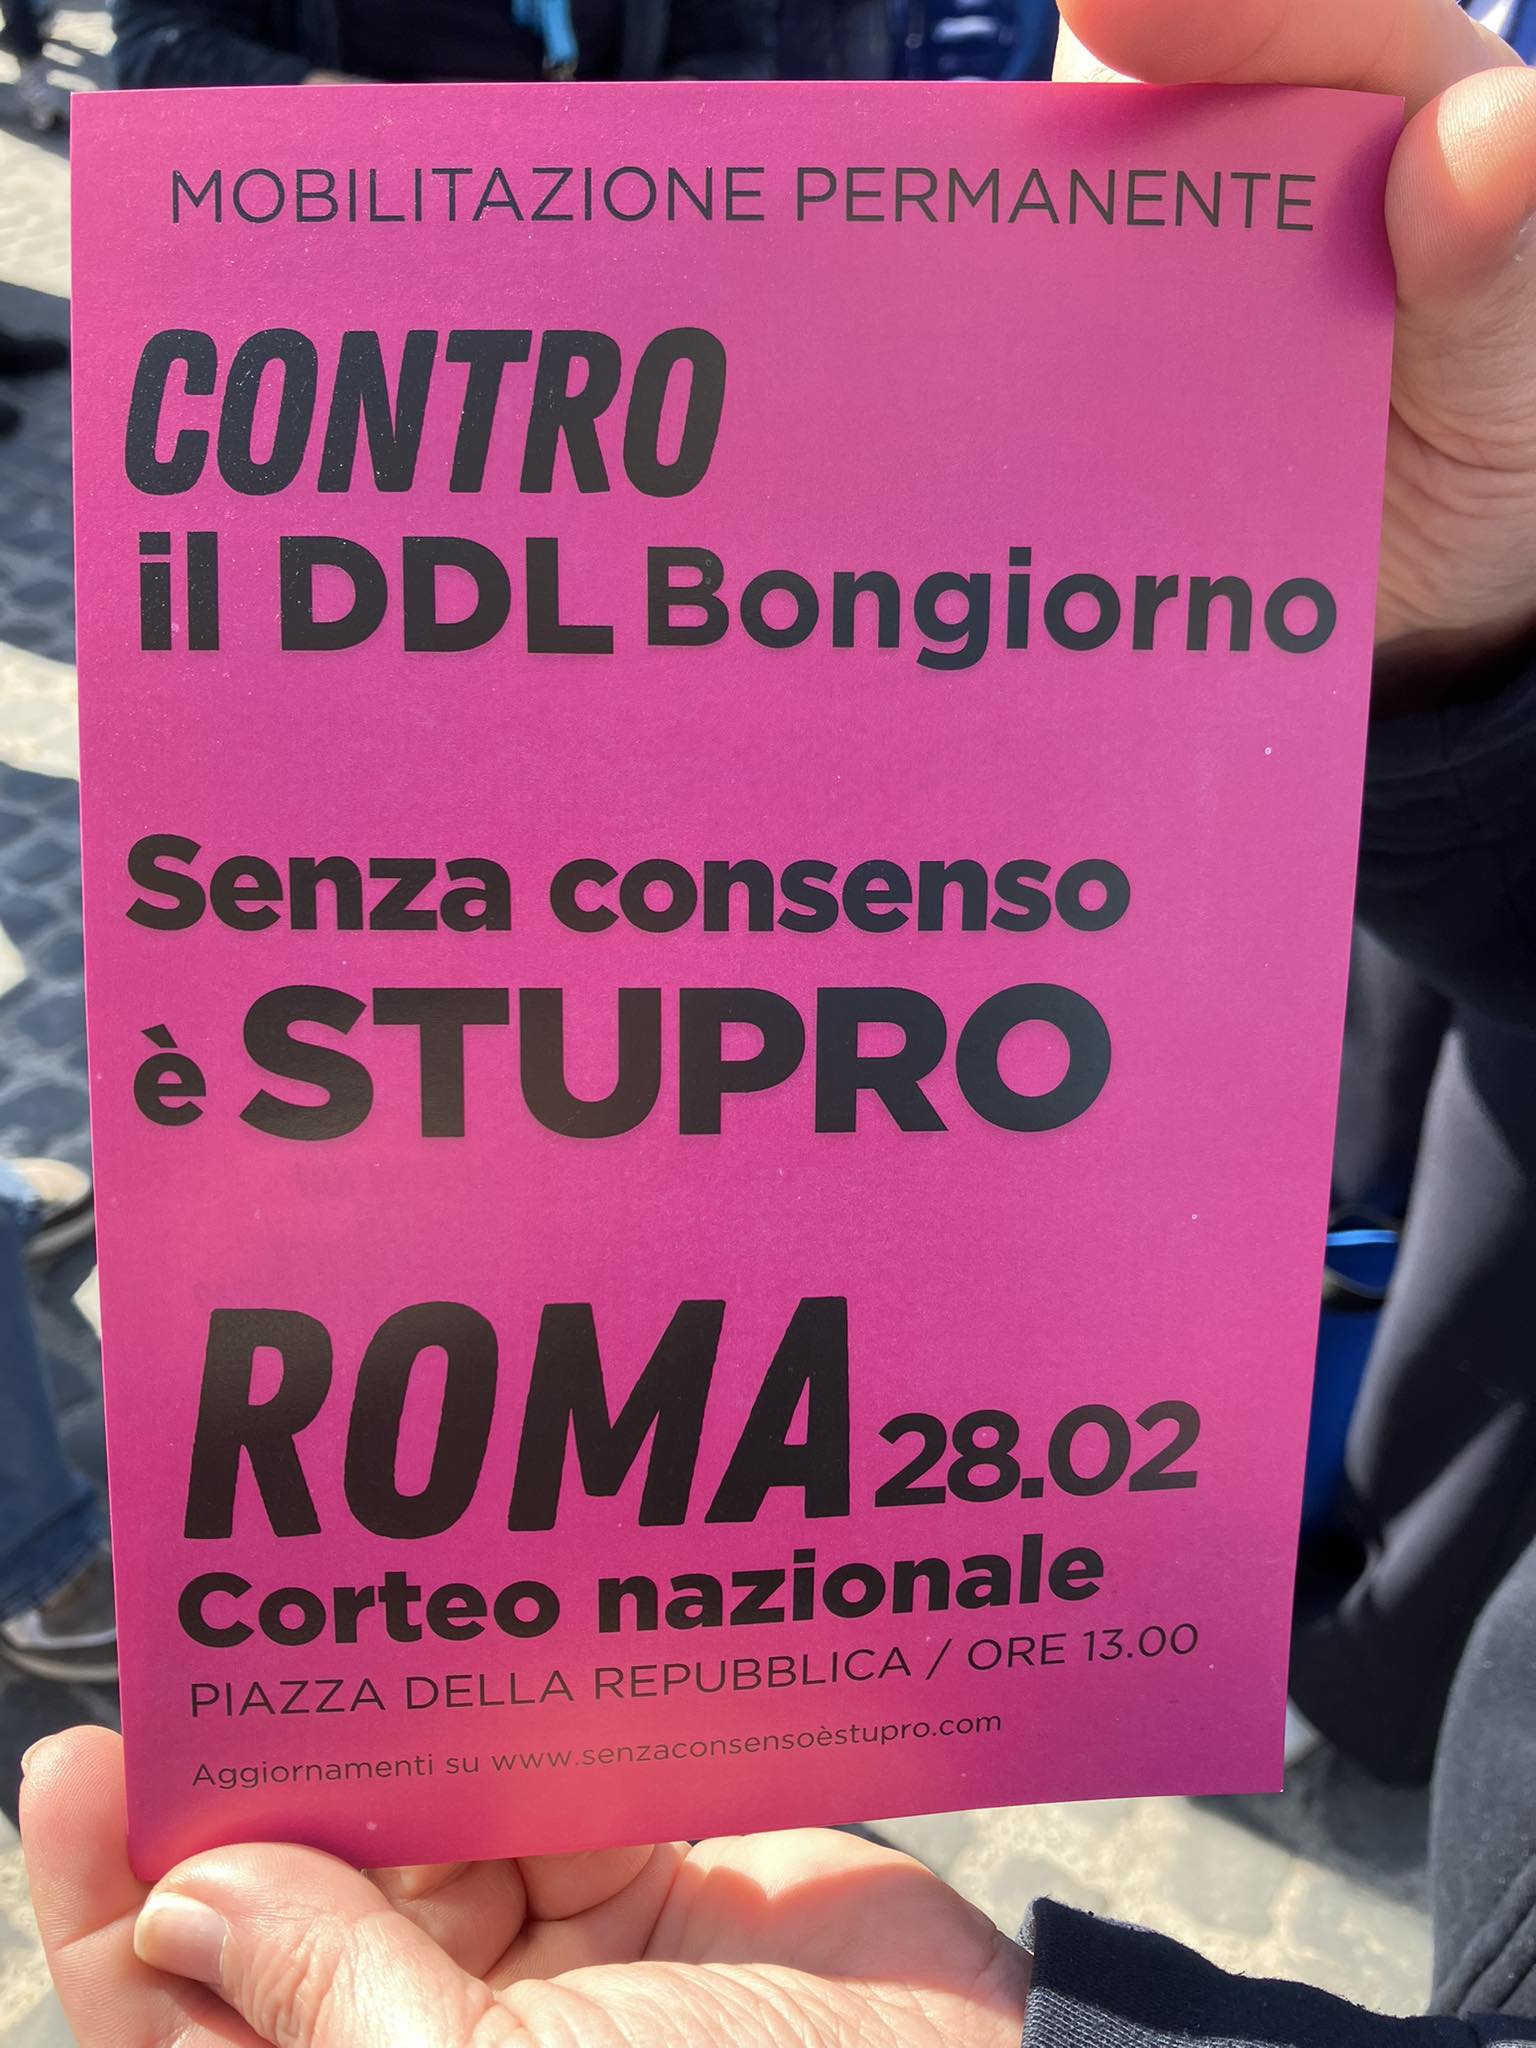 MOBILITAZIONE PERMANENTE
CONTRO
il DDL Bongiorno
Senza consenso
è STUPRO
ROMA 28.02
Corteo nazionale
PIAZZA DELLA REPUBBLICA / ORE 13.00
Aggiornamenti su www.senzaconsensoèstupro.com